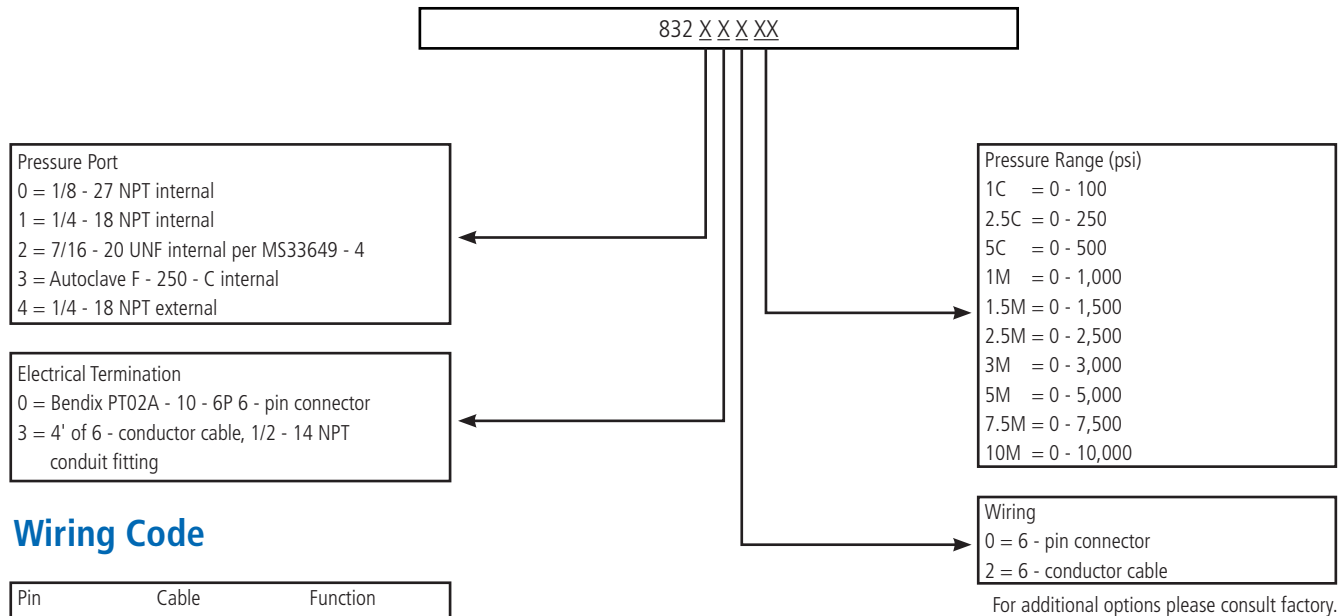 832 X X X XX
Pressure Port
0 = 1/8 - 27 NPT internal
1 = 1/4 - 18 NPT internal
2 = 7/16 - 20 UNF internal per MS33649 - 4
3 = Autoclave F - 250 - C internal
4 = 1/4 - 18 NPT external
Electrical Termination
0 = Bendix PT02A - 10 - 6P 6 - pin connector
3 = 4' of 6 - conductor cable, 1/2 - 14 NPT
conduit fitting
Pressure Range (psi)
1C = 0 - 100
2.5C = 0 - 250
5C = 0 - 500
1M = 0 - 1,000
1.5M = 0 - 1,500
2.5M = 0 - 2,500
3M = 0 - 3,000
5M = 0 - 5,000
7.5M = 0 - 7,500
10M = 0 - 10,000
Wiring
0 = 6 - pin connector
2 = 6 - conductor cable
For additional options please consult factory.
Wiring Code
Pin Cable Function